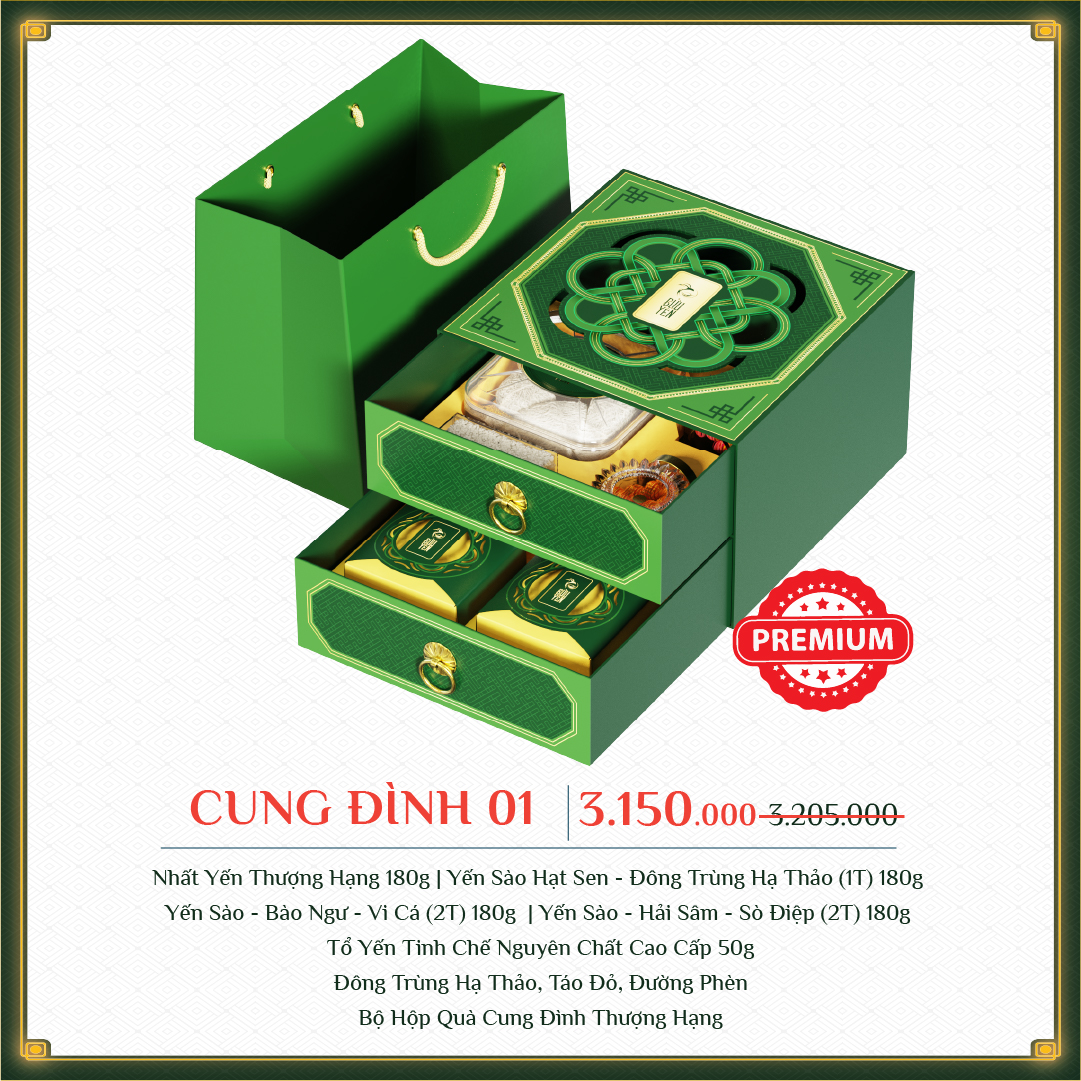 CỬU
YẾN
PREMIUM
CUNG ĐÌNH 01 | 3.150.000 3.205.000
Nhất Yến Thượng Hạng 180g | Yến Sào Hạt Sen - Đông Trùng Hạ Thảo (1T) 180g
Yến Sào - Bào Ngư - Vi Cá (2T) 180g | Yến Sào - Hải Sâm - Sò Điệp (2T) 180g
Tổ Yến Tinh Chế Nguyên Chất Cao Cấp 50g
Đông Trùng Hạ Thảo, Táo Đỏ, Đường Phèn
Bộ Hộp Quà Cung Đình Thượng Hạng